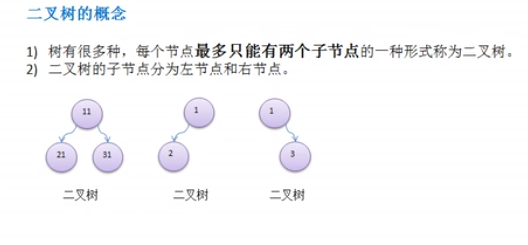 二叉树的概念
1) 树有很多种，每个节点最多只能有两个子节点的一种形式称为二叉树。
2) 二叉树的子节点分为左节点和右节点。
11
1
1
21
31
2
3
二叉树
二叉树
二叉树